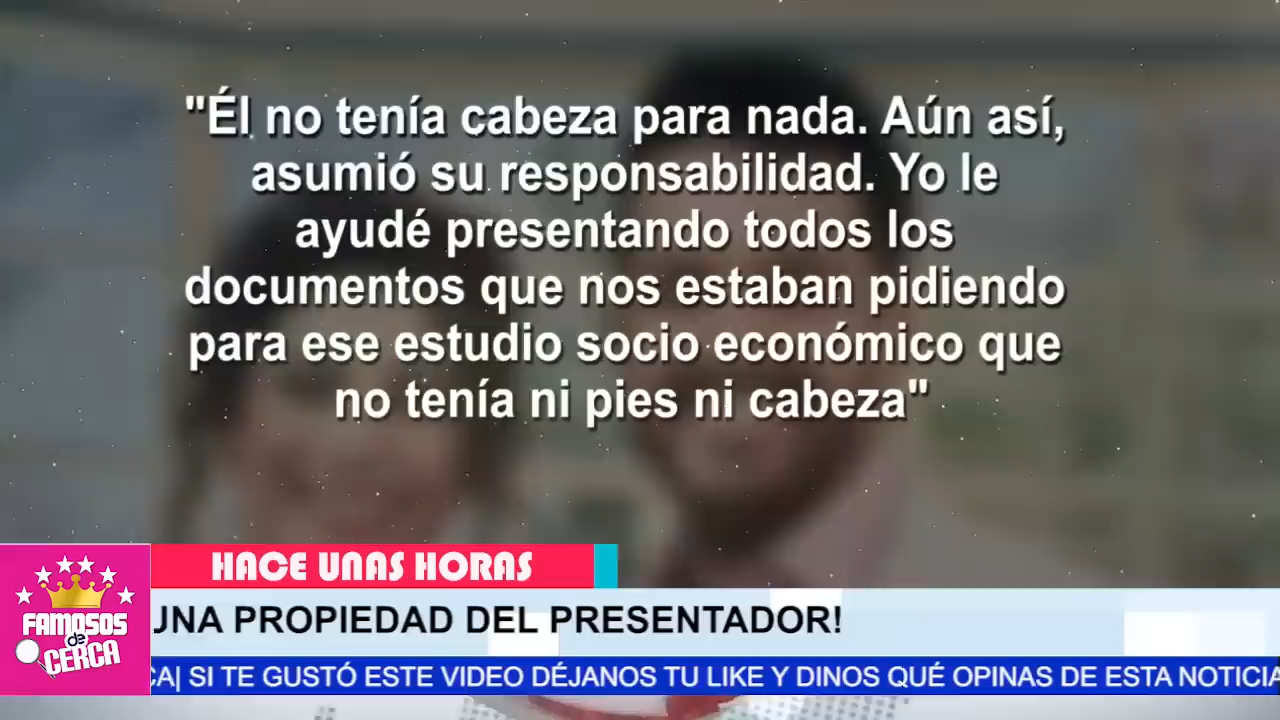 "Él no tenía cabeza para nada. Aún así,
asumió su responsabilidad. Yo le
ayudé presentando todos los
documentos que nos estaban pidiendo
para ese estudio socio económico que
no tenía ni pies ni cabeza"
HACE UNAS HORAS
UNA PROPIEDAD DEL PRESENTADOR!
FAMOSOS
de
CERCA
CA| SI TE GUSTÓ ESTE VIDEO DÉJANOS TU LIKE Y DINOS QUÉ OPINAS DE ESTA NOTICIA